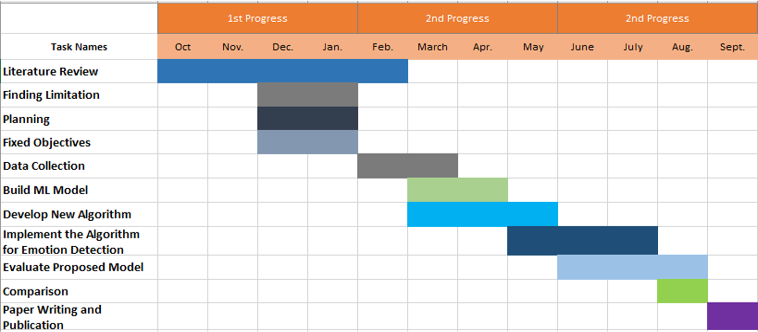 1st Progress 2nd Progress 2nd Progress
Task Names Oct Nov. Dec. Jan. Feb. March Apr. May June July Aug. Sept.
Literature Review
Finding Limitation
Planning
Fixed Objectives
Data Collection
Build ML Model
Develop New Algorithm
Implement the Algorithm
for Emotion Detection
Evaluate Proposed Model
Comparison
Paper Writing and
Publication